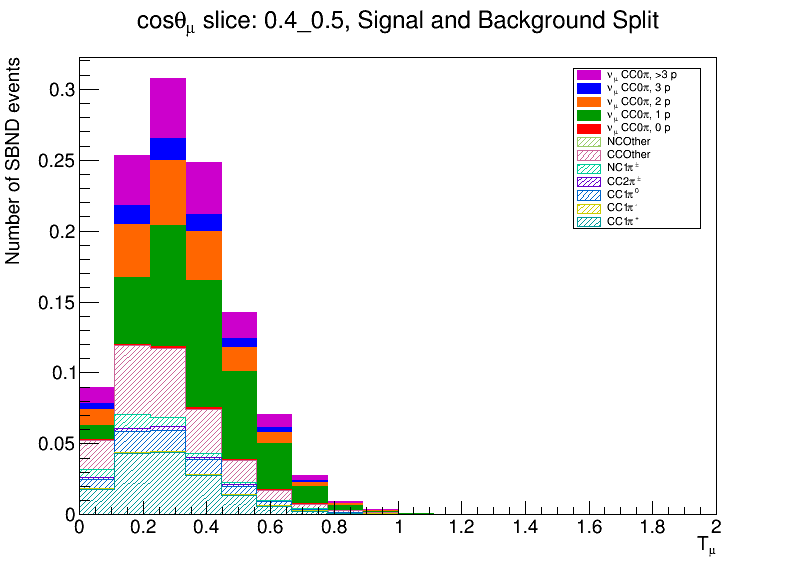 cosθμ slice: 0.4_0.5, Signal and Background Split
Number of SBND events
0.3
0.25
0.2
0.15
0.1
0.05
0
νμ CC0π, >3 p
νμ CC0π, 3 p
νμ CC0π, 2 p
νμ CC0π, 1 p
νμ CC0π, 0 p
NCOther
CCOther
NC1π±
CC2π±
CC1π⁰
CC1π⁻
CC1π⁺
0 0.2 0.4 0.6 0.8 1 1.2 1.4 1.6 1.8 2
Tμ